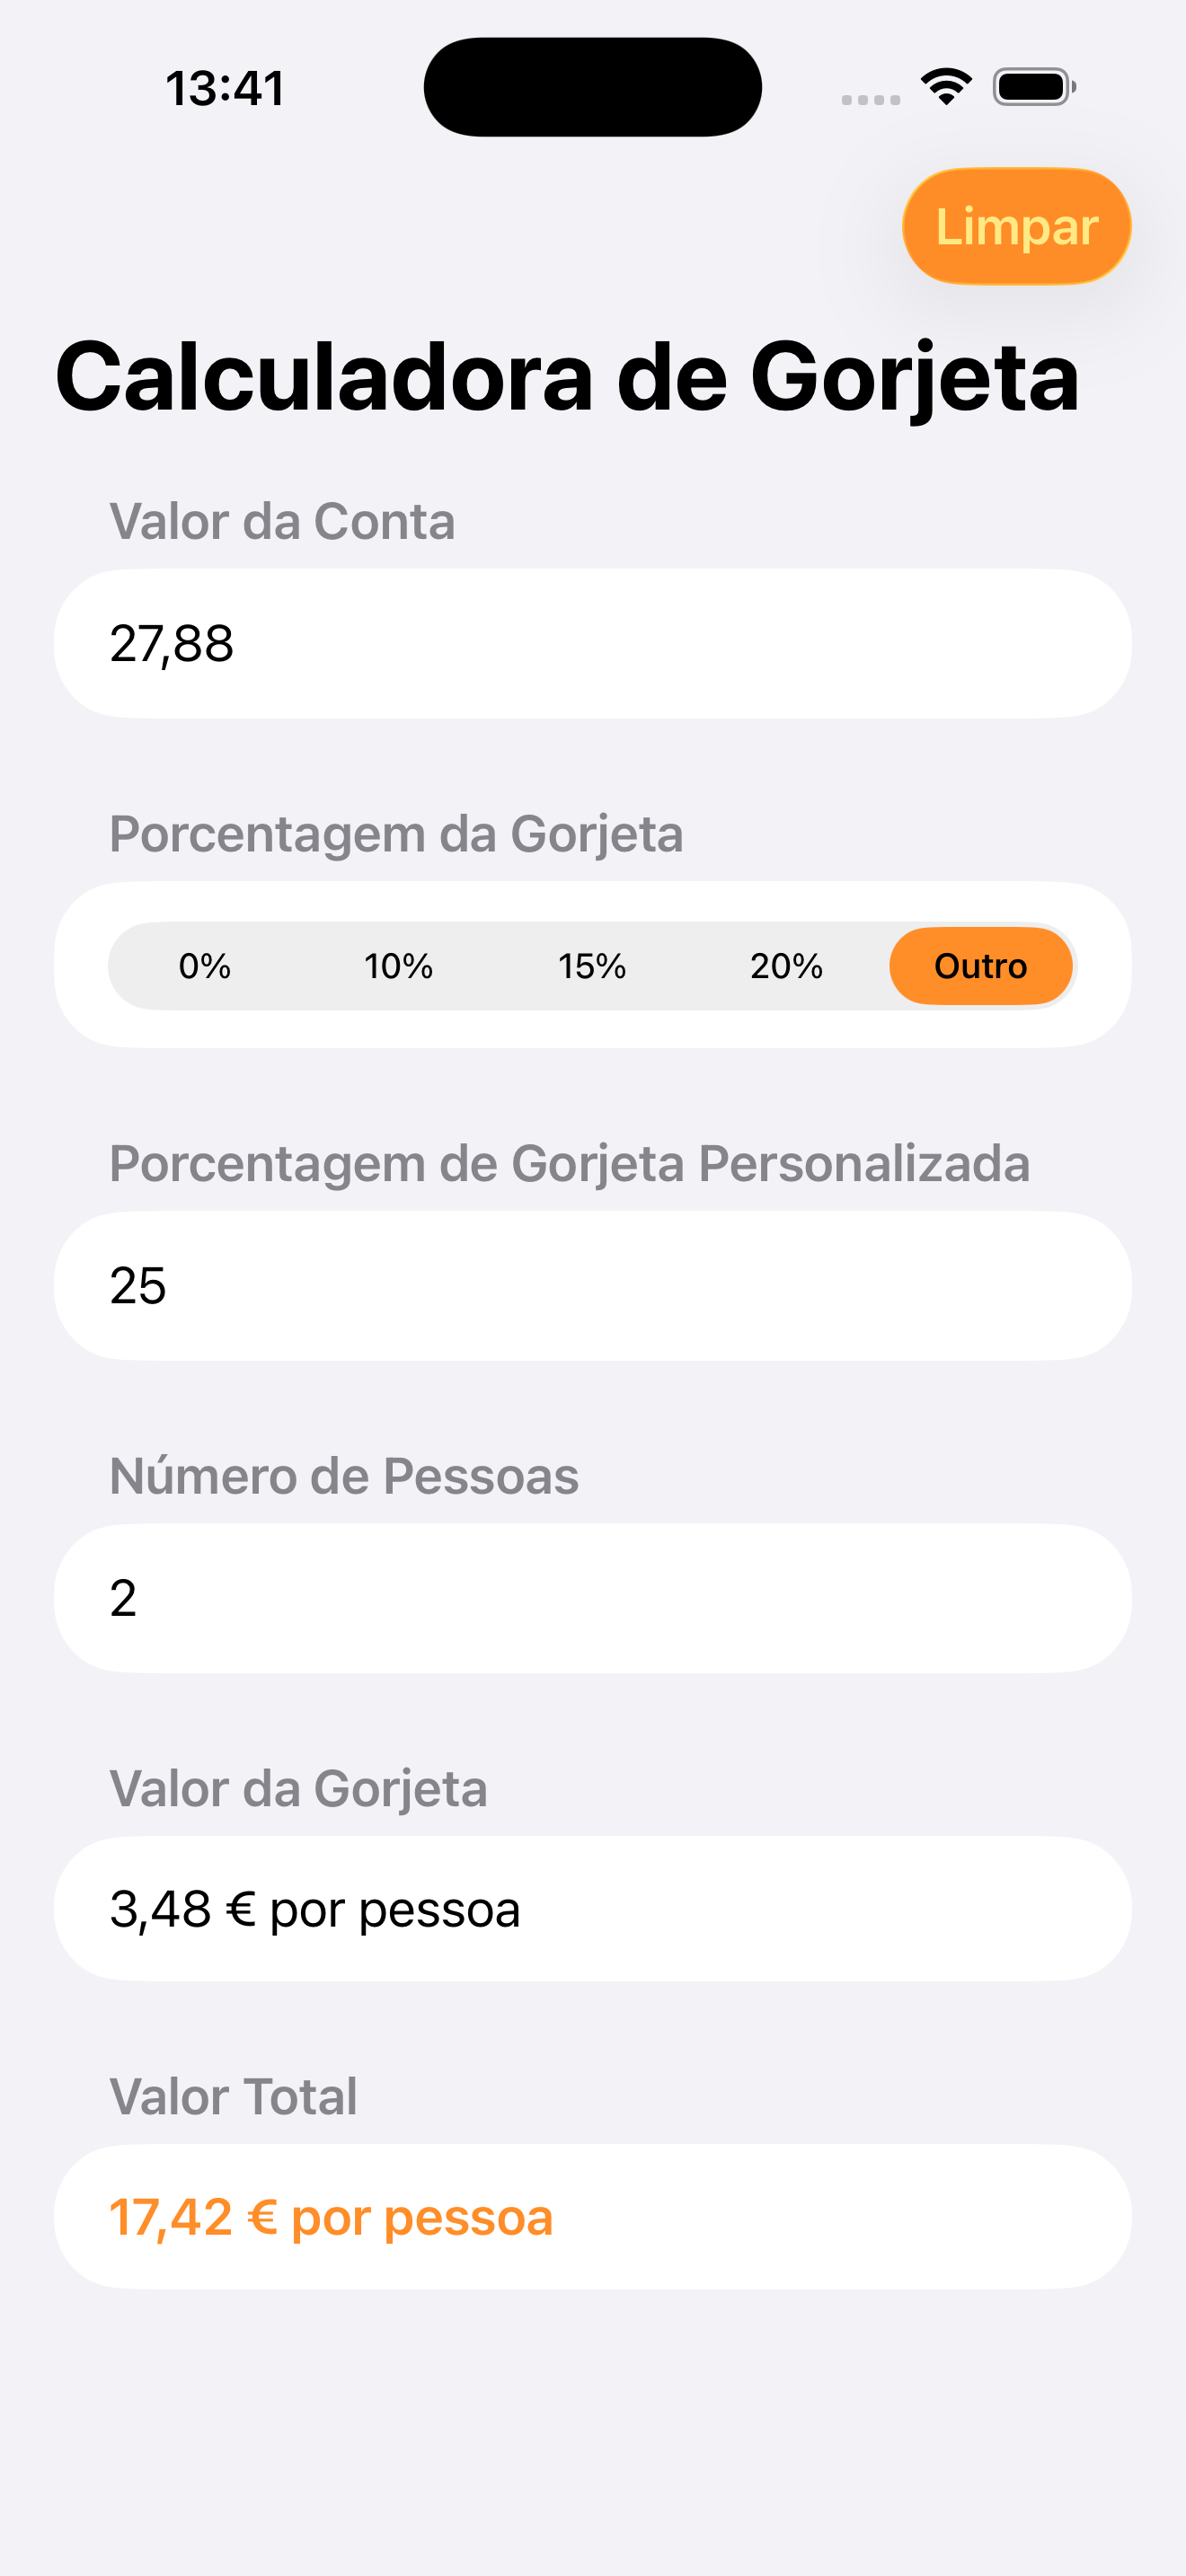 13:41
Limpar
Calculadora de Gorjeta
Valor da Conta
27,88
Porcentagem da Gorjeta
0% 10% 15% 20% Outro
Porcentagem de Gorjeta Personalizada
25
Número de Pessoas
2
Valor da Gorjeta
3,48 € por pessoa
Valor Total
17,42 € por pessoa